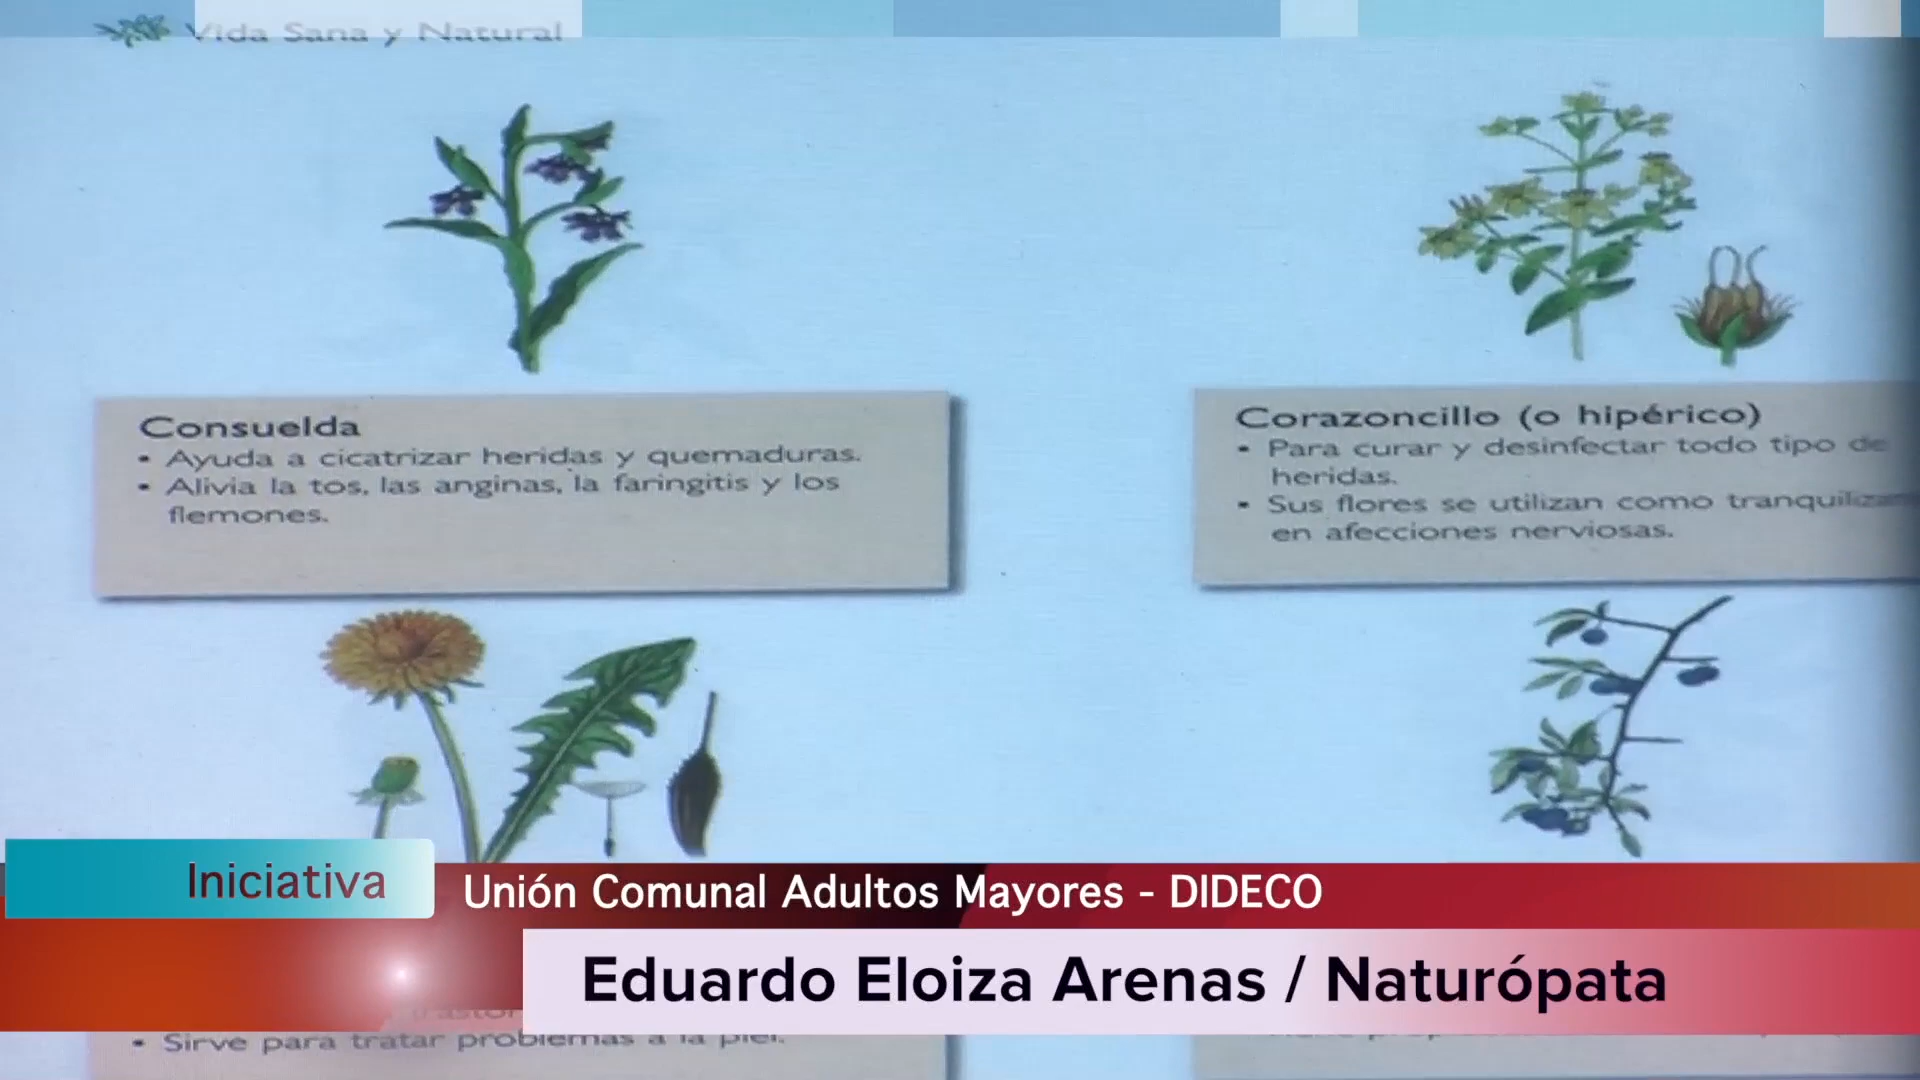 Vida Sana y Natural
Consuelda
• Ayuda a cicatrizar heridas y quemaduras.
• Alivia la tos, las anginas, la faringitis y los
flemones.
Corazoncillo (o hipérico)
• Para curar y desinfectar todo tipo de
heridas.
• Sus flores se utilizan como
en afecciones nerviosas.
Iniciativa
Unión Comunal Adultos Mayores - DIDECO
Eduardo Eloiza Arenas / Naturópata
• Sirve para tratar problemas a la piel.